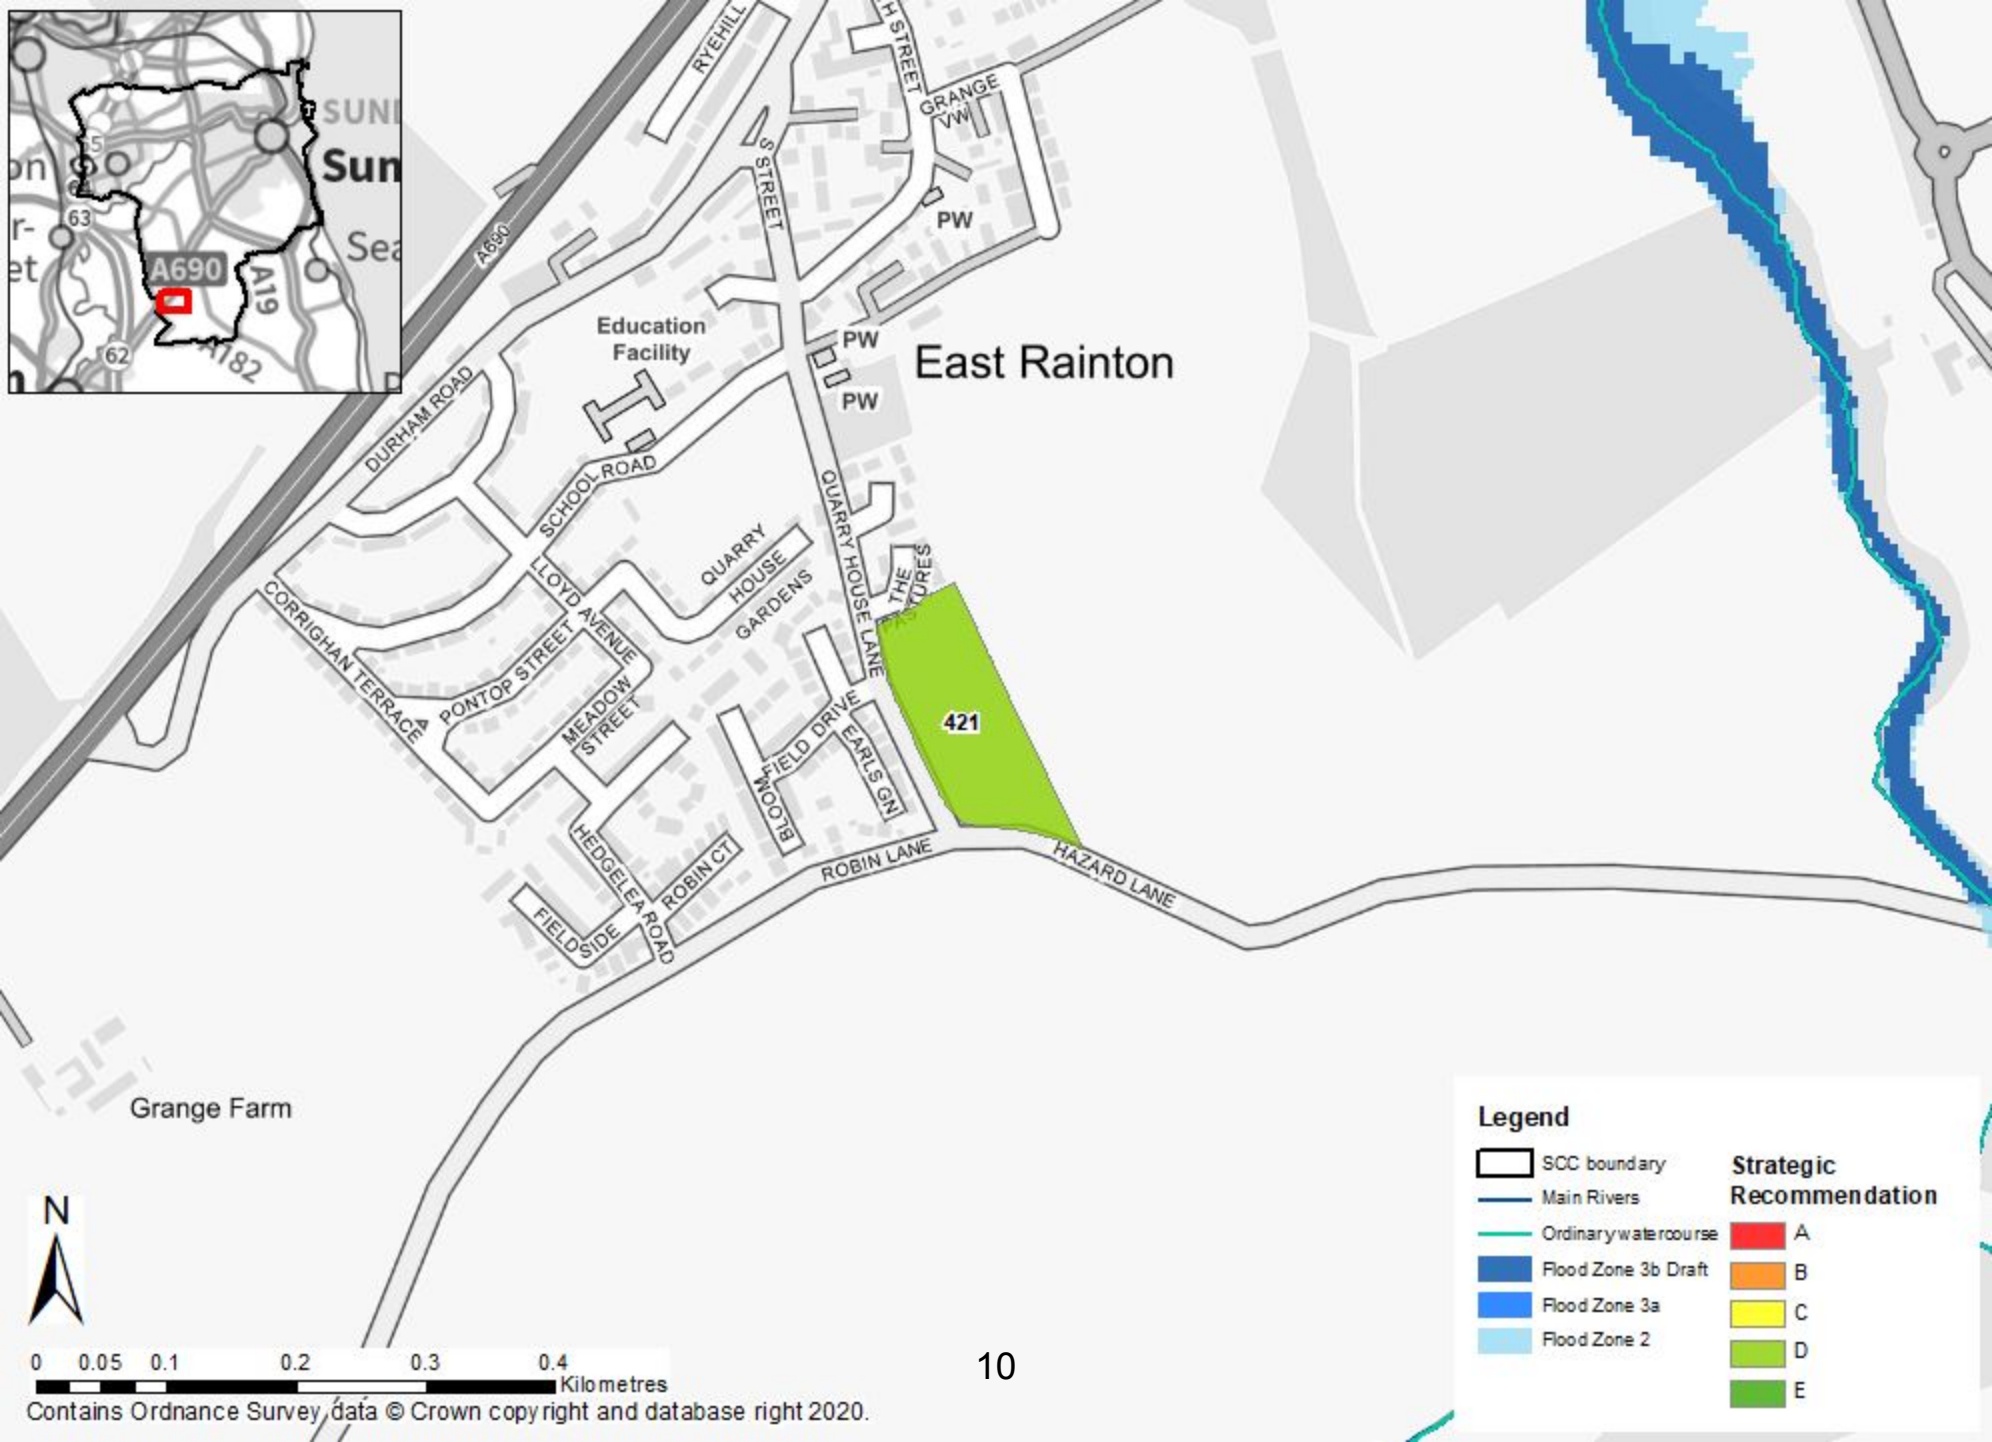 SUN
Sun
Sea
on
r-
et
65
64
63
62
A690
A19
A182
RYEHILL
H STREET
GRANGE
VW
S STREET
A690
PW
Education
Facility
PW
East Rainton
PW
DURHAM ROAD
SCHOOL ROAD
QUARRY HOUSE LANE
QUARRY
HOUSE
GARDENS
THE
PASTURES
LLOYD AVENUE
CORRIGHAN TERRACE
PONTOP STREET
MEADOW
STREET
421
FIELD DRIVE
EARLS GN
BLOOM
HEDGELEA ROAD
ROBIN CT
ROBIN LANE
HAZARD LANE
FIELDSIDE
Grange Farm
N
0 0.05 0.1 0.2 0.3 0.4
Kilometres
Contains Ordnance Survey data © Crown copyright and database right 2020.
10
Legend
SCC boundary
Main Rivers
Ordinary watercourse
Flood Zone 3b Draft
Flood Zone 3a
Flood Zone 2
Strategic
Recommendation
A
B
C
D
E